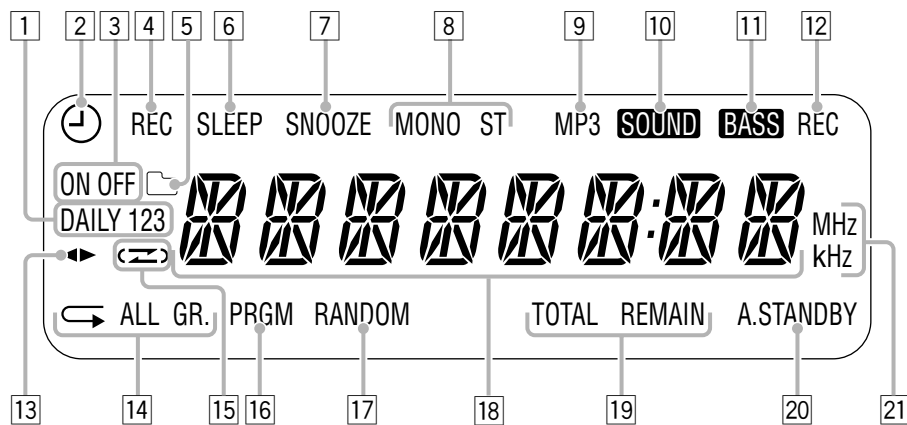 1 2 3 4 5 6 7 8 9 10 11 12
REC SLEEP SNOOZE MONO ST MP3 SOUND BASS REC
ON OFF
DAILY 123
MHz
kHz
ALL GR. PRGM RANDOM TOTAL REMAIN A.STANDBY
13 14 15 16 17 18 19 20 21